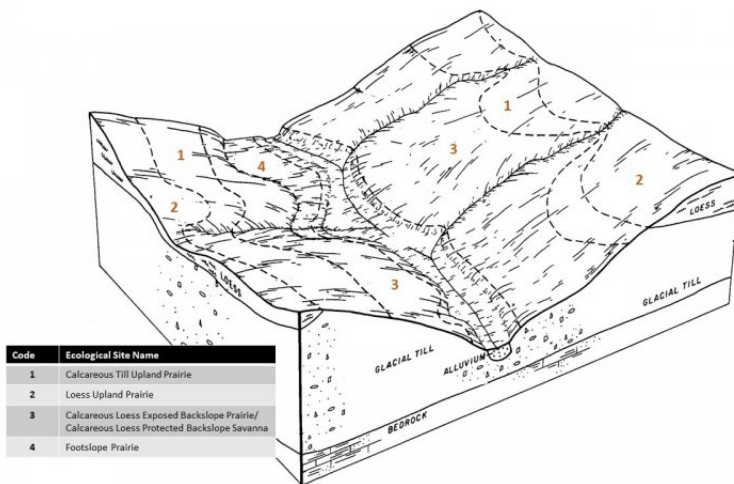 1
1
3
4
2
2
LOESS
LOESS
3
GLACIAL TILL
GLACIAL TILL
ALLUVIUM
BEDROCK
Code Ecological Site Name
1 Calcareous Till Upland Prairie
2 Loess Upland Prairie
3 Calcareous Loess Exposed Backslope Prairie/
Calcareous Loess Protected Backslope Savanna
4 Footslope Prairie